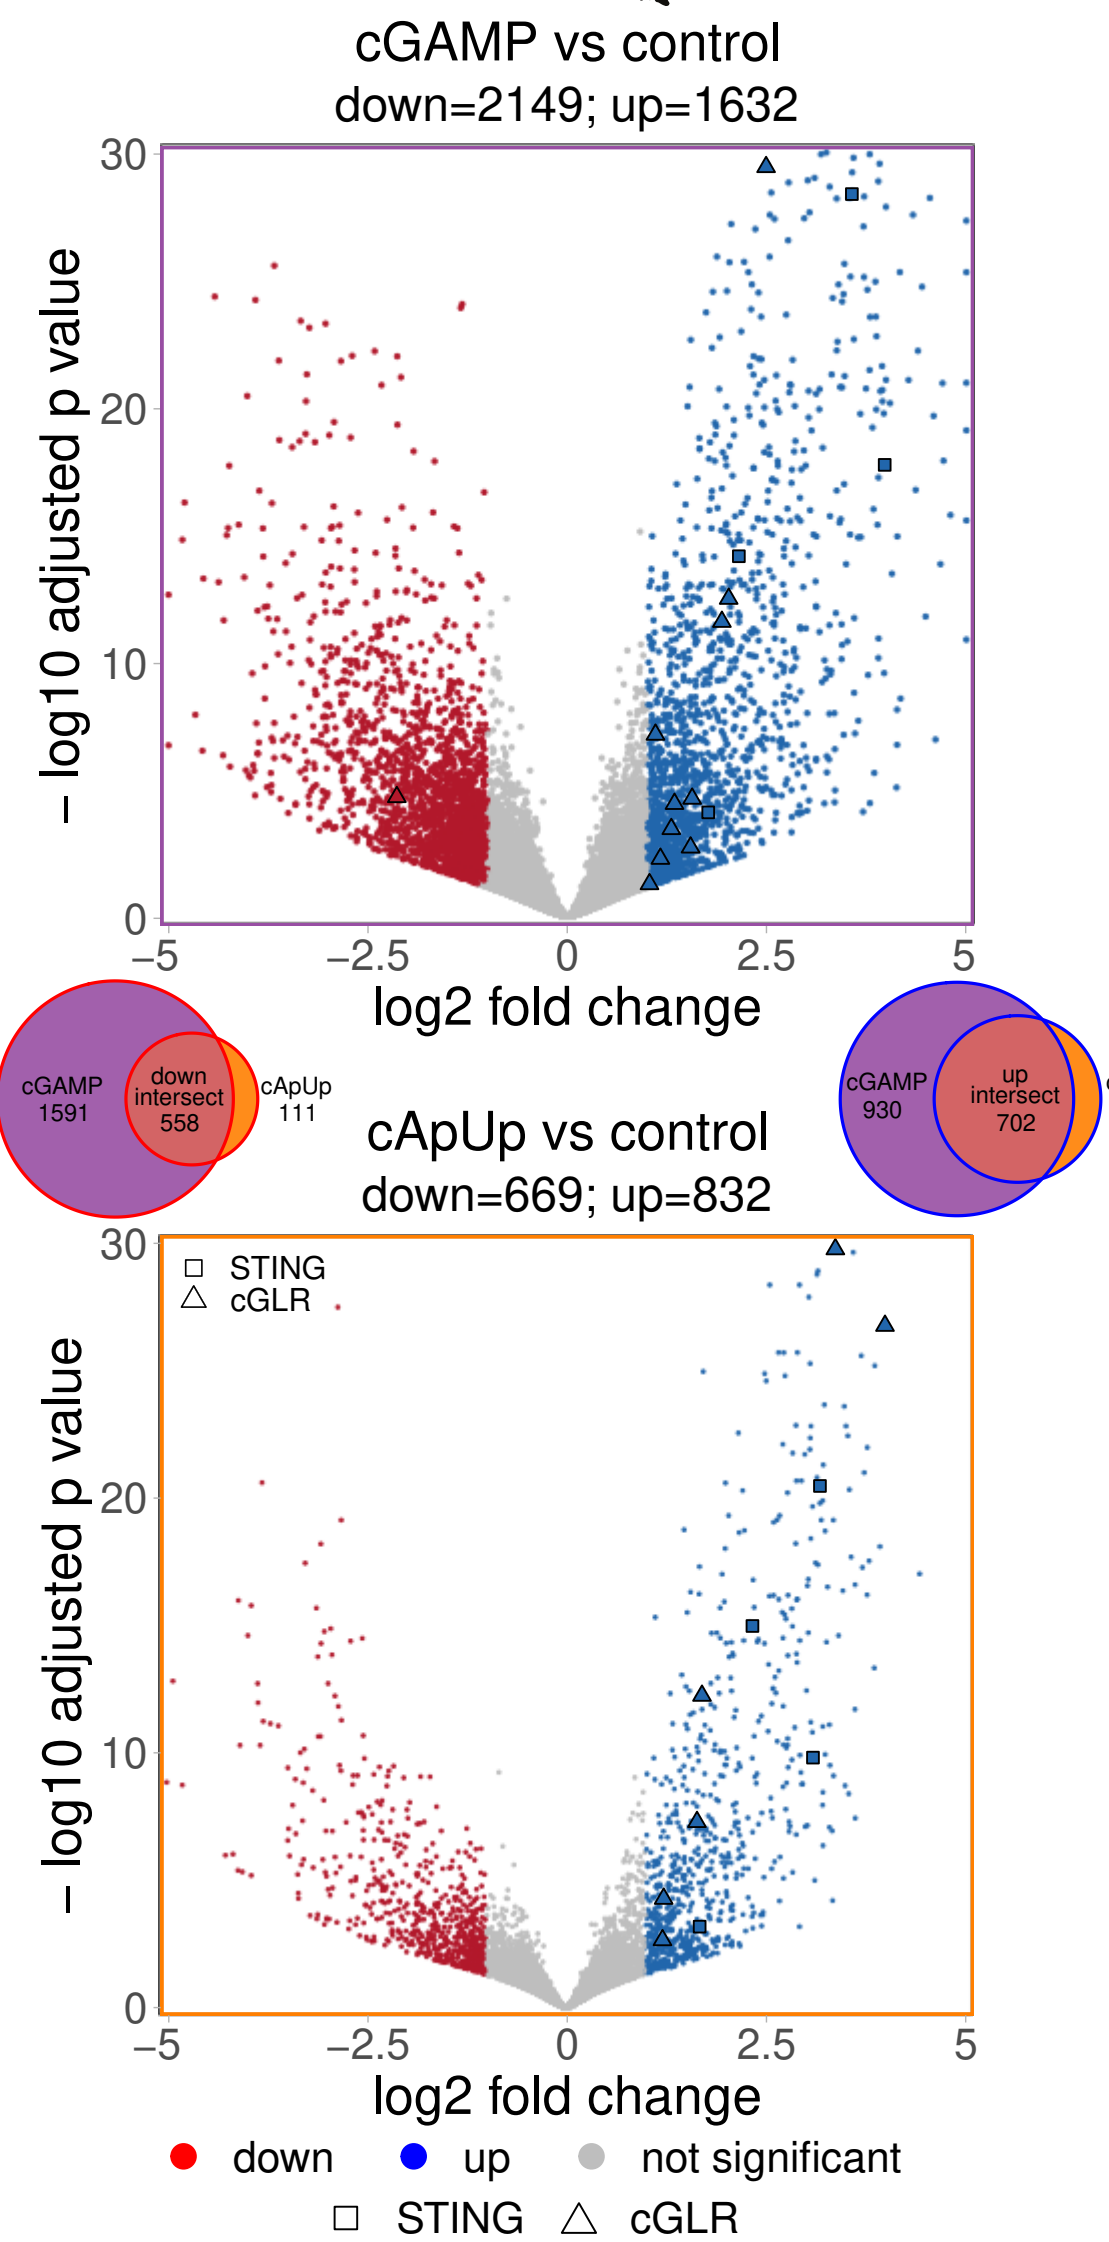 cGAMP vs control
down=2149; up=1632
30
20
10
0
– log10 adjusted p value
−5
−2.5
0
2.5
5
log2 fold change
cGAMP
1591
down
intersect
558
cApUp
111
cGAMP
930
up
intersect
702
cApUp vs control
down=669; up=832
30
20
10
0
– log10 adjusted p value
STING
cGLR
−5
−2.5
0
2.5
5
log2 fold change
down
up
not significant
STING
cGLR